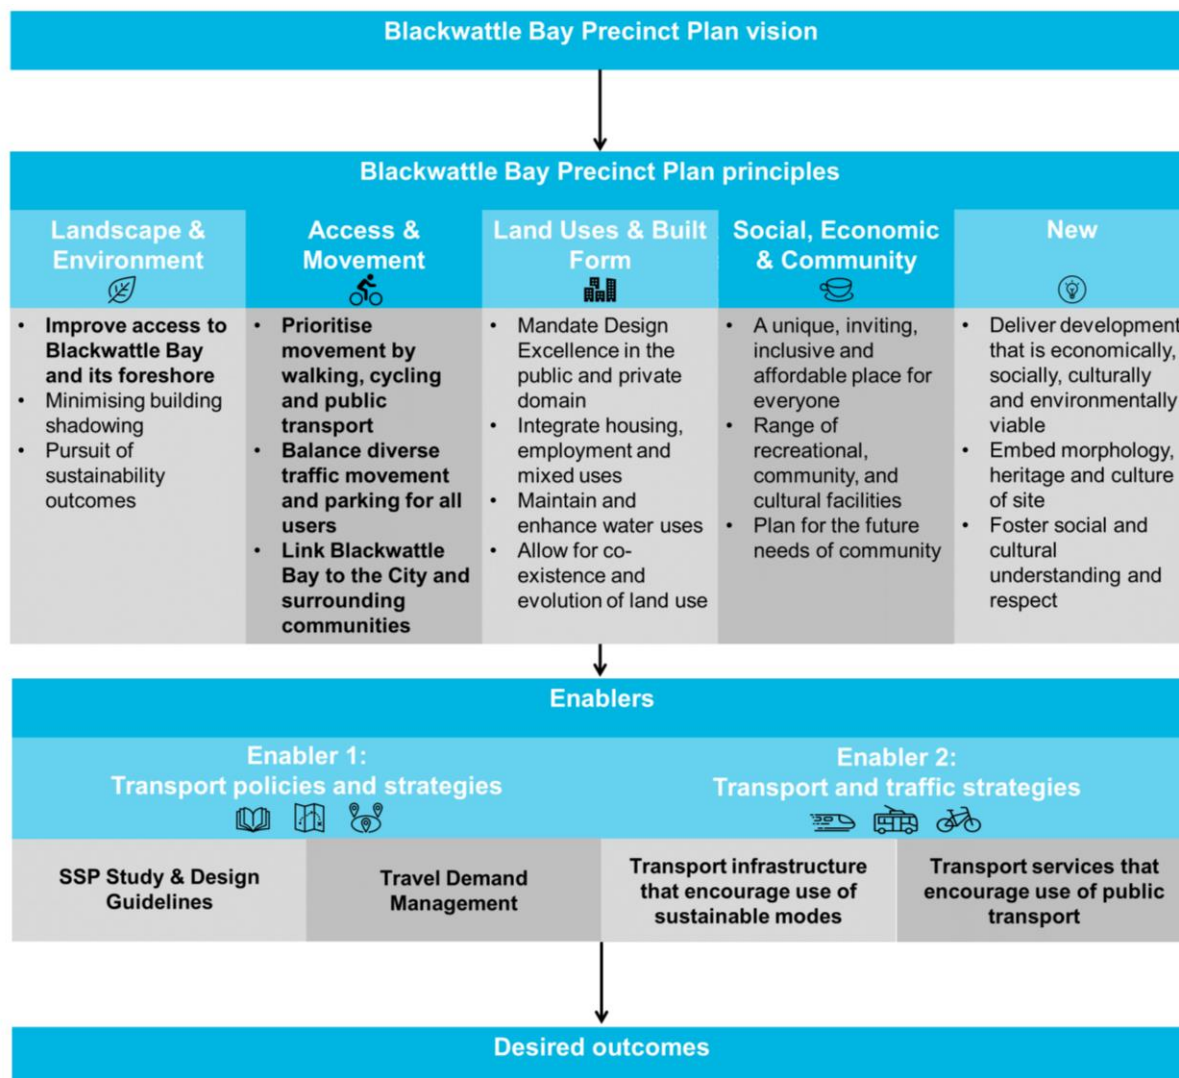 Blackwattle Bay Precinct Plan vision
Blackwattle Bay Precinct Plan principles
Landscape &
Environment
• Improve access to
Blackwattle Bay
and its foreshore
• Minimising building
shadowing
• Pursuit of
sustainability
outcomes
Access &
Movement
• Prioritise
movement by
walking, cycling
and public
transport
• Balance diverse
traffic movement
and parking for all
users
• Link Blackwattle
Bay to the City and
surrounding
communities
Land Uses & Built
Form
• Mandate Design
Excellence in the
public and private
domain
• Integrate housing,
employment and
mixed uses
• Maintain and
enhance water uses
• Allow for co-
existence and
evolution of land use
Social, Economic
& Community
• A unique, inviting,
inclusive and
affordable place for
everyone
• Range of
recreational,
community, and
cultural facilities
• Plan for the future
needs of community
New
• Deliver development
that is economically,
socially, culturally
and environmentally
viable
• Embed morphology,
heritage and culture
of site
• Foster social and
cultural
understanding and
respect
Enablers
Enabler 1:
Transport policies and strategies
SSP Study & Design
Guidelines
Travel Demand
Management
Enabler 2:
Transport and traffic strategies
Transport infrastructure
that encourage use of
sustainable modes
Transport services that
encourage use of public
transport
Desired outcomes